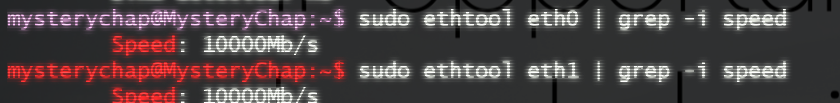 mysterychap@MysteryChap:~$ sudo ethtool eth0 | grep -i speed
Speed: 10000Mb/s
mysterychap@MysteryChap:~$ sudo ethtool eth1 | grep -i speed
Speed: 10000Mb/s